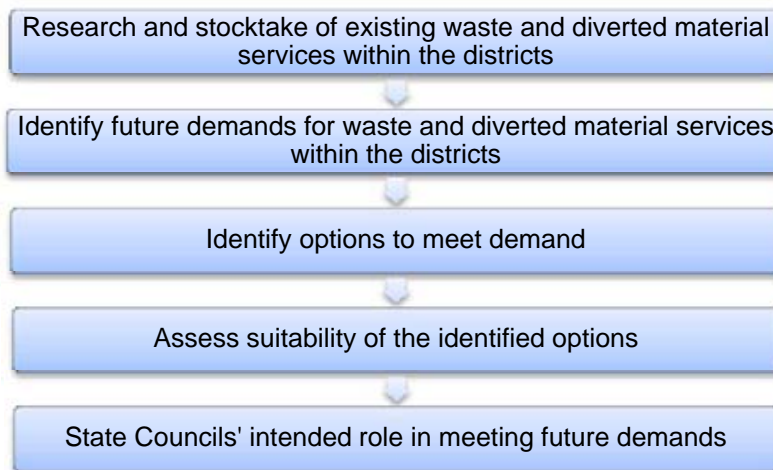 Research and stocktake of existing waste and diverted material
services within the districts
Identify future demands for waste and diverted material services
within the districts
Identify options to meet demand
Assess suitability of the identified options
State Councils' intended role in meeting future demands